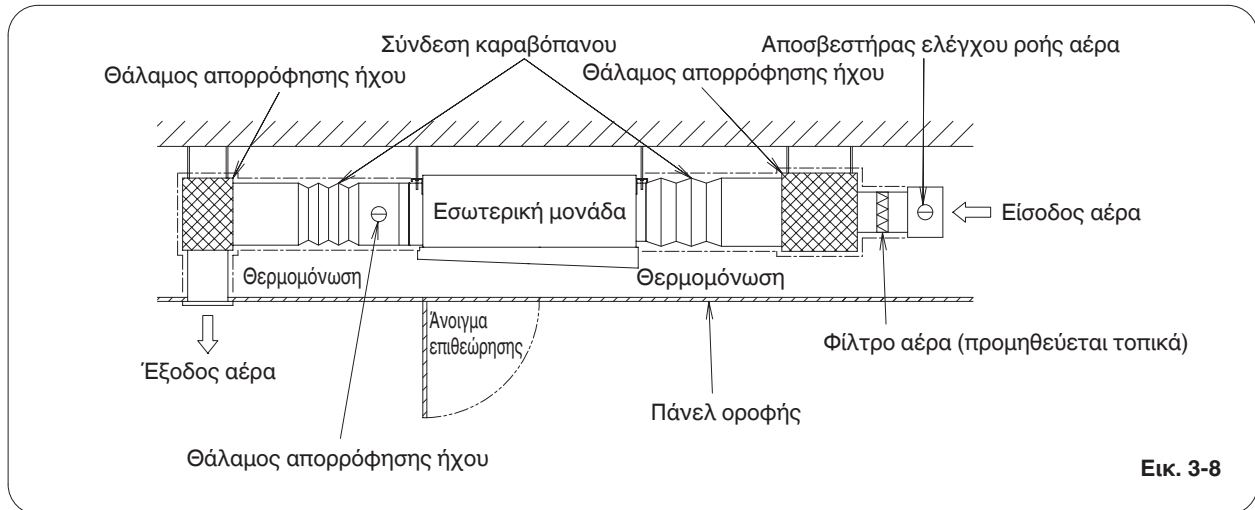 Σύνδεση καραβόπανου
Αποσβεστήρας ελέγχου ροής αέρα
Θάλαμος απορρόφησης ήχου
Θάλαμος απορρόφησης ήχου
Εσωτερική μονάδα
Είσοδος αέρα
Θερμομόνωση
Θερμομόνωση
Άνοιγμα
επιθεώρησης
Φίλτρο αέρα (προμηθεύεται τοπικά)
Έξοδος αέρα
Πάνελ οροφής
Θάλαμος απορρόφησης ήχου
Εικ. 3-8